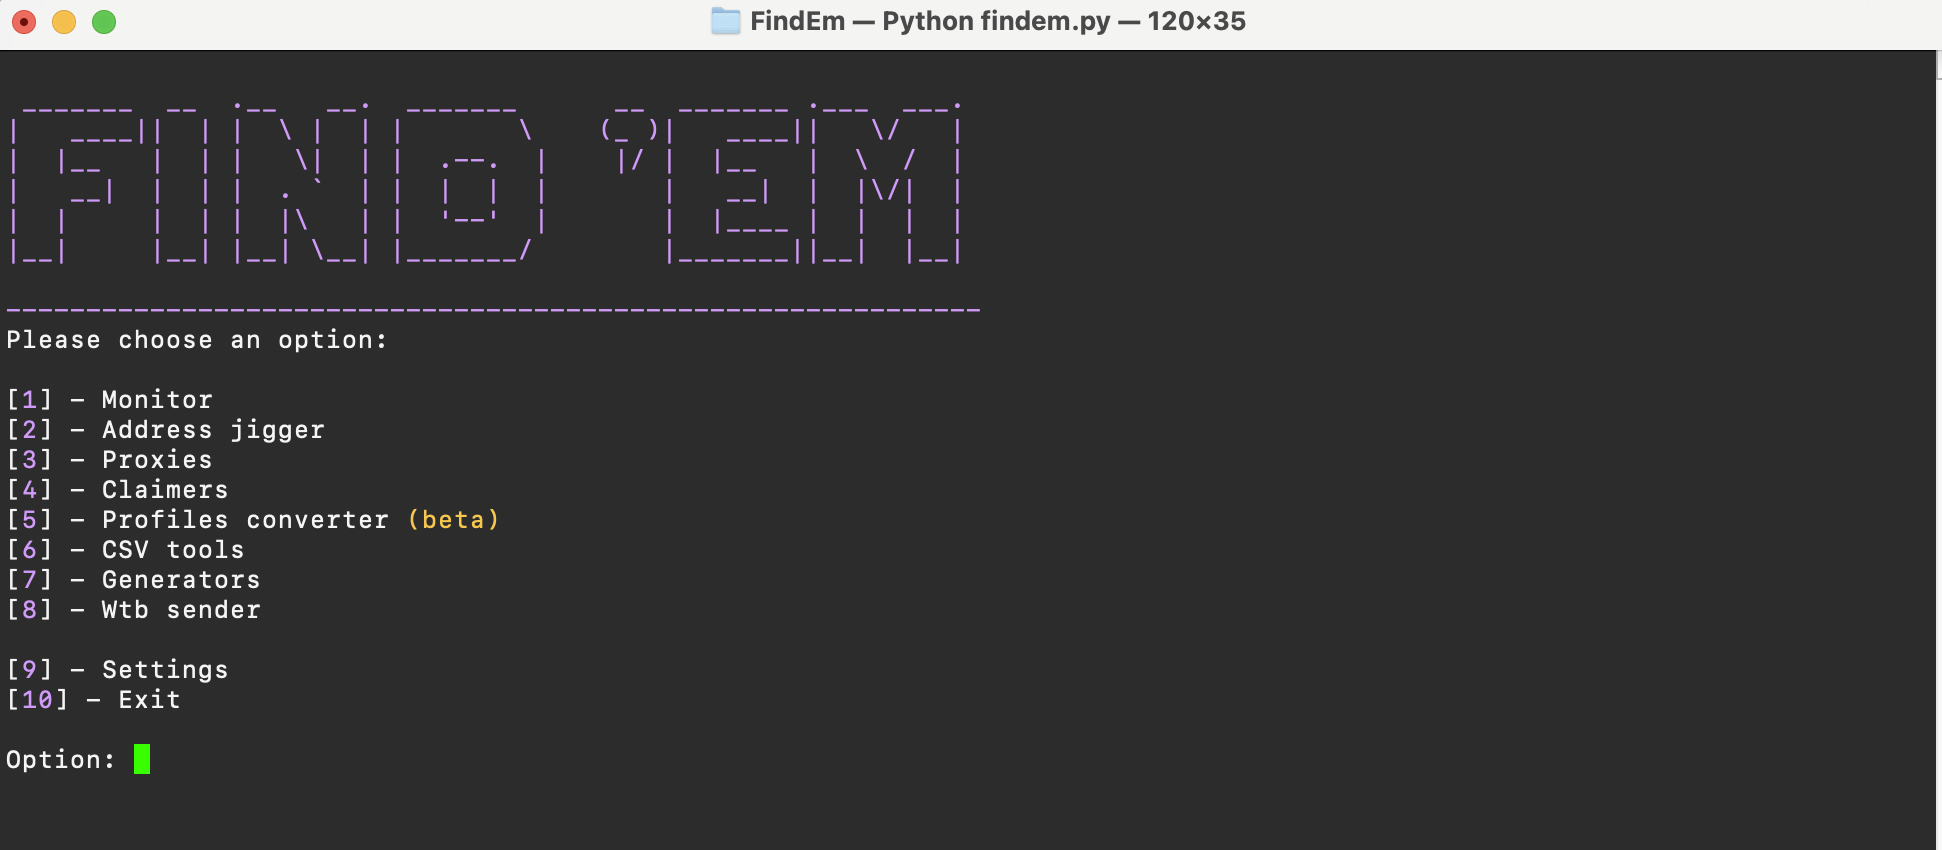 FindEm — Python findem.py — 120×35
FIND 'EM
Please choose an option:
[1] – Monitor
[2] – Address jigger
[3] – Proxies
[4] – Claimers
[5] – Profiles converter (beta)
[6] – CSV tools
[7] – Generators
[8] – Wtb sender
[9] – Settings
[10] – Exit
Option: